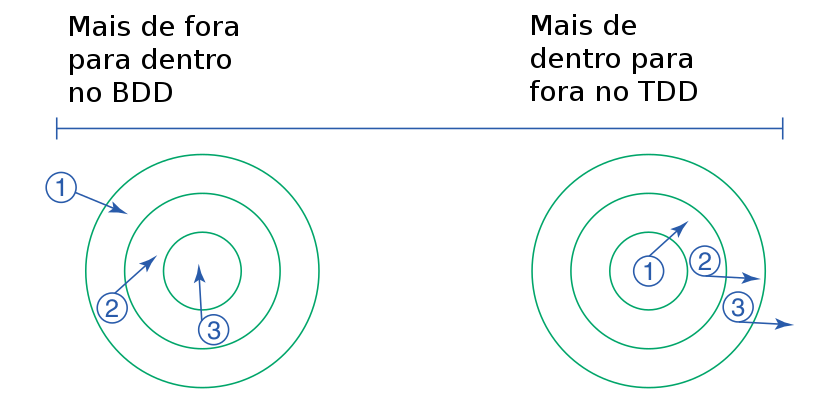 Mais de fora
para dentro
no BDD
Mais de
dentro para
fora no TDD
1
2
3
1
2
3